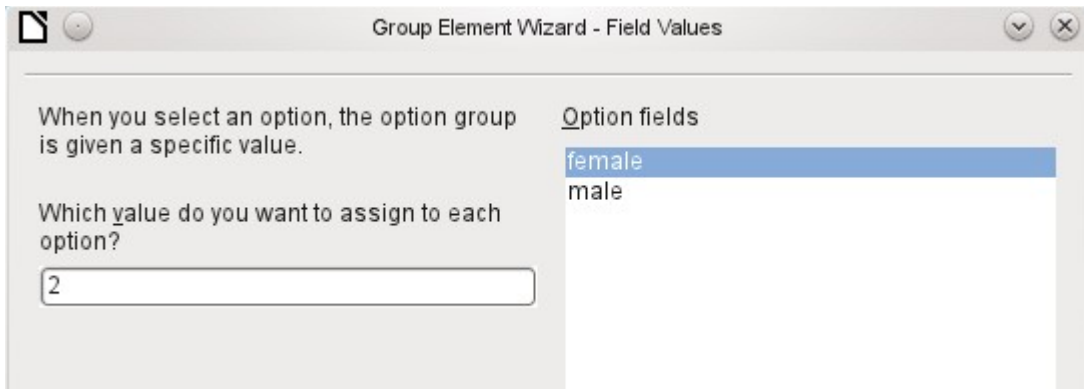 Group Element Wizard - Field Values
When you select an option, the option group
is given a specific value.
Which value do you want to assign to each
option?
2
Option fields
female
male